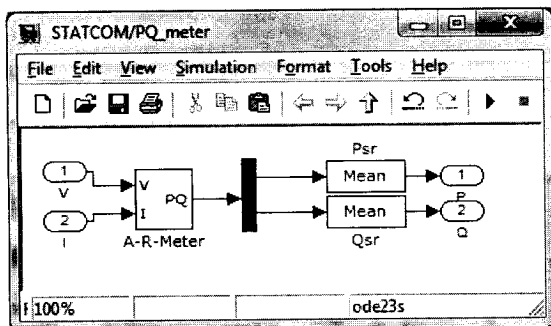 STATCOM/PQ_meter
File Edit View Simulation Format Tools Help
Psr
1
V
V
PQ
Mean
1
P
2
I
I
Mean
2
A-R-Meter
Qsr
Q
100%
ode23s